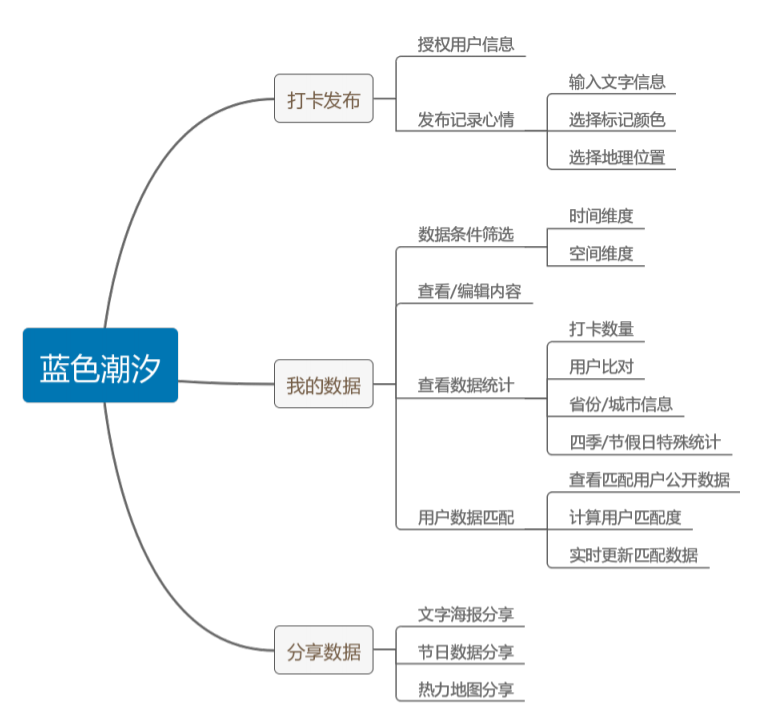 蓝色潮汐
打卡发布
授权用户信息
发布记录心情
输入文字信息
选择标记颜色
选择地理位置
我的数据
数据条件筛选
时间维度
空间维度
查看/编辑内容
查看数据统计
打卡数量
用户比对
省份/城市信息
四季/节假日特殊统计
用户数据匹配
查看匹配用户公开数据
计算用户匹配度
实时更新匹配数据
分享数据
文字海报分享
节日数据分享
热力地图分享